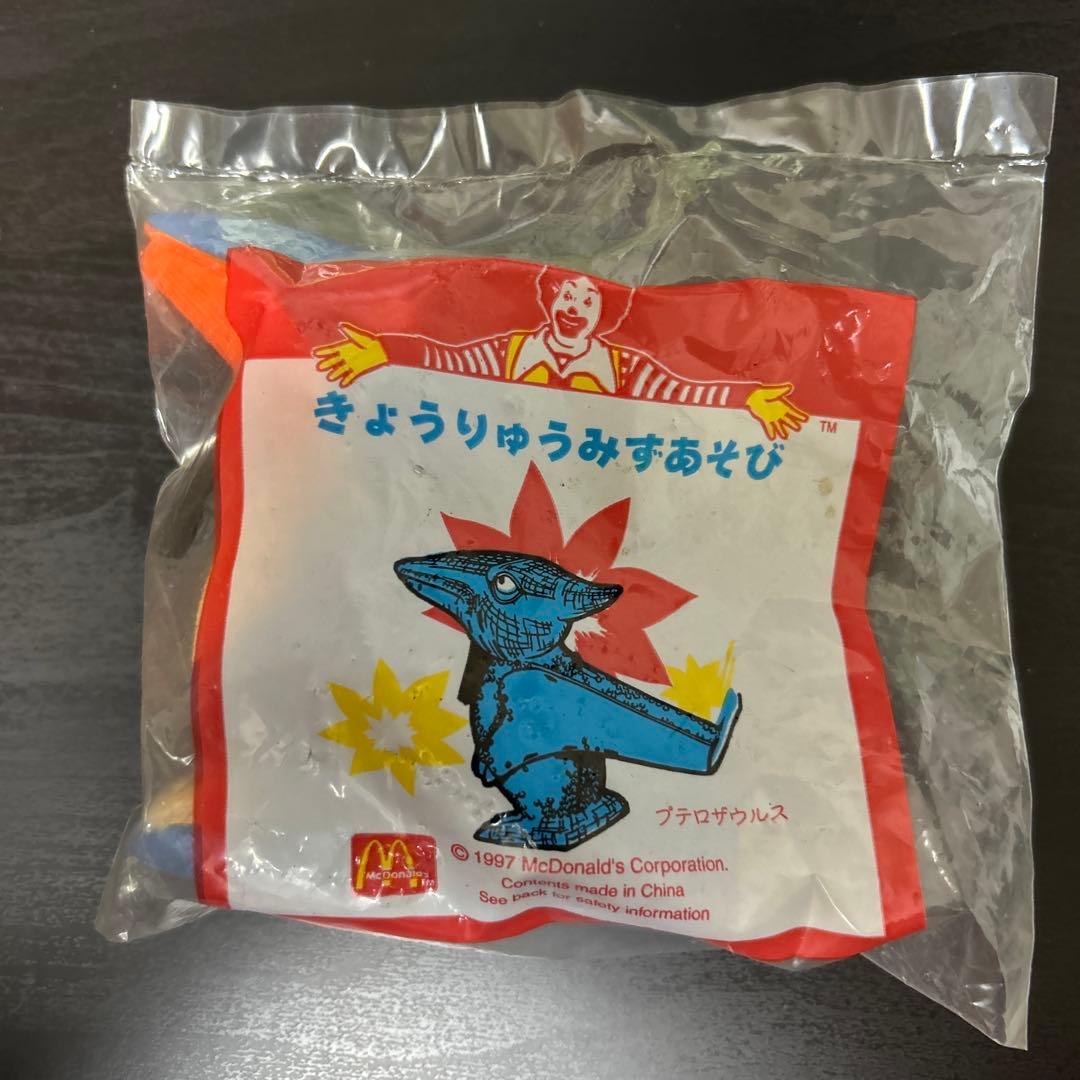 きょうりゅうみずあそび
TM
プテロザウルス
McDonald's
TM
© 1997 McDonald's Corporation.
Contents made in China
See back for safety information